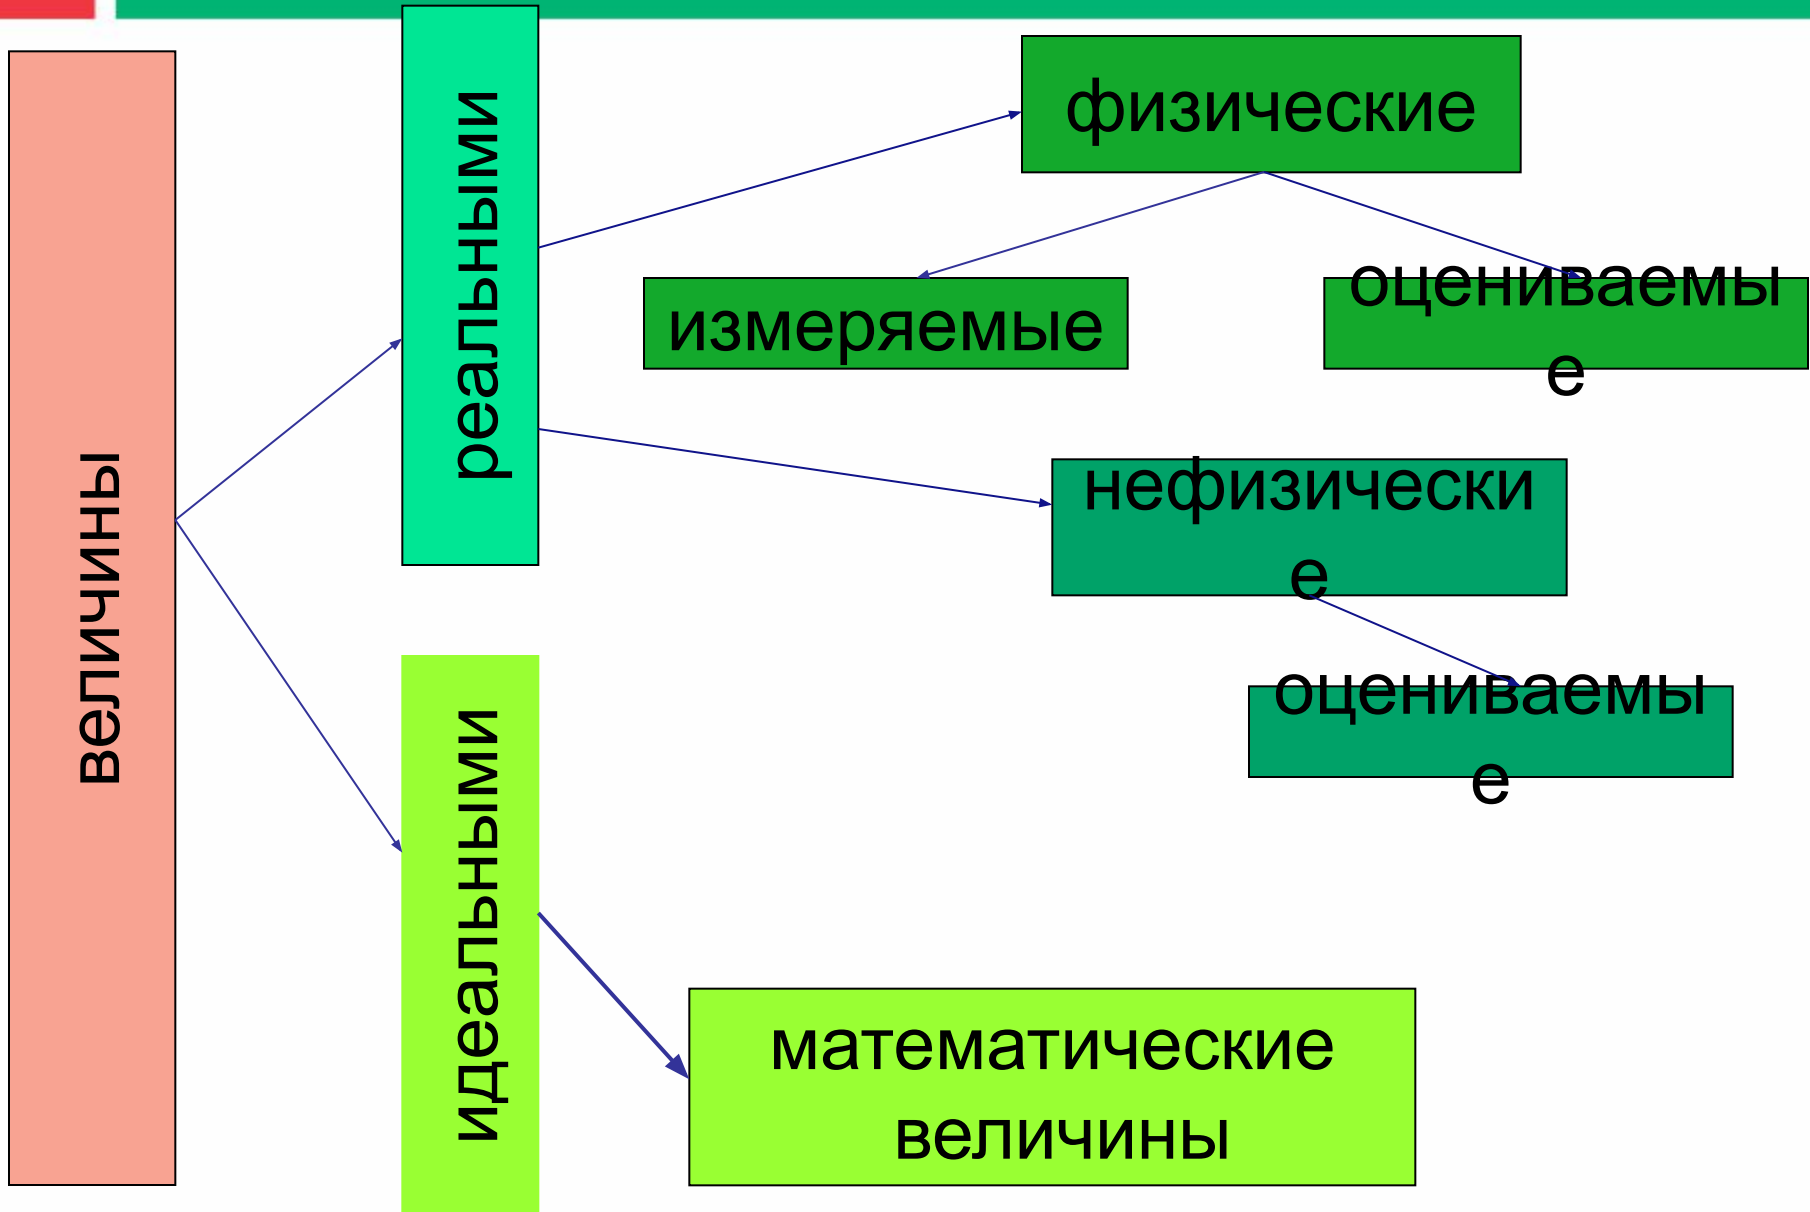 величины
реальными
физические
измеряемые
оцениваемы
е
нефизически
е
оцениваемы
е
идеальными
математические
величины